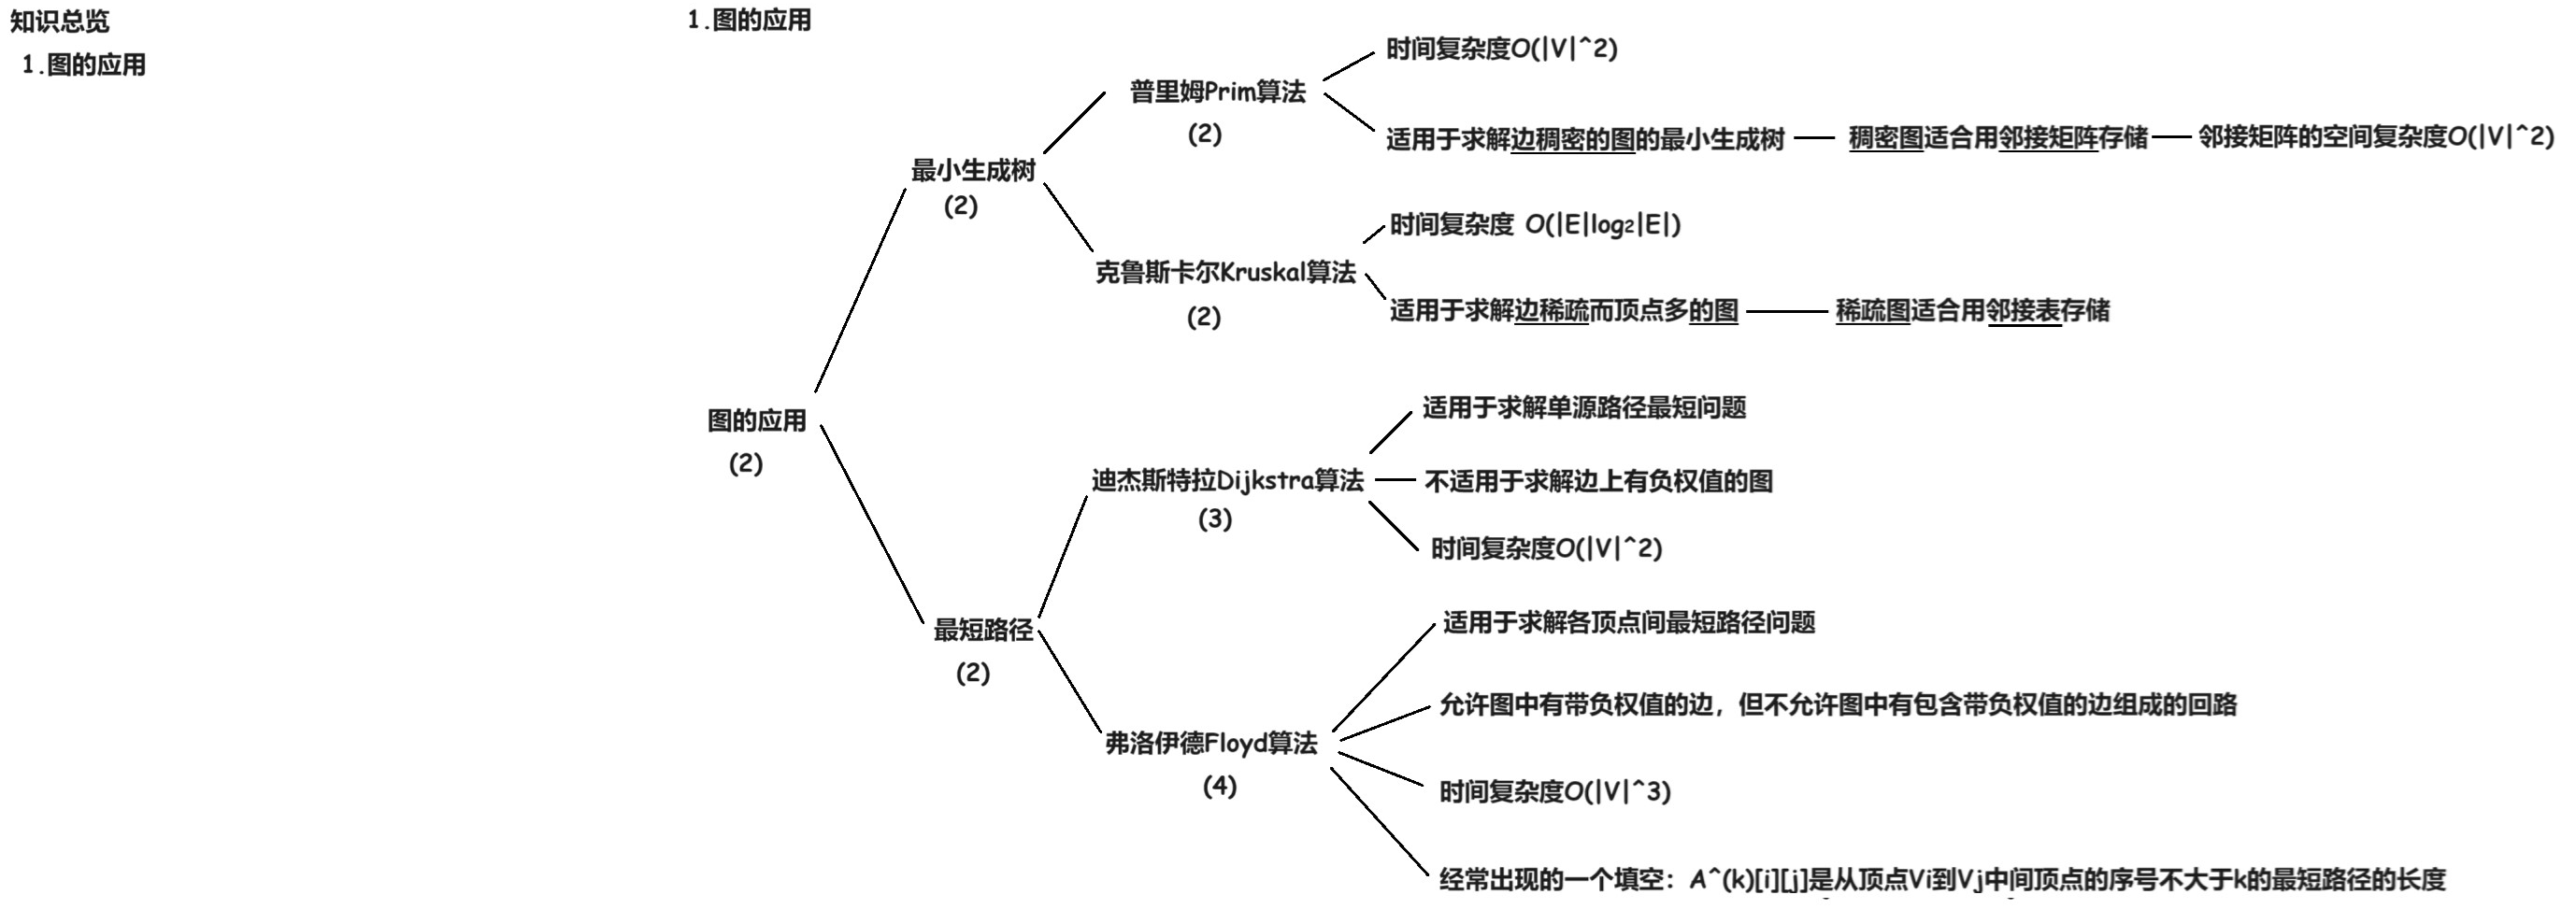 知识总览
1.图的应用
1.图的应用
图的应用
(2)
最小生成树
(2)
普里姆Prim算法
(2)
时间复杂度O(|V|^2)
适用于求解边稠密的图的最小生成树
稠密图适合用邻接矩阵存储
邻接矩阵的空间复杂度O(|V|^2)
克鲁斯卡尔Kruskal算法
(2)
时间复杂度 O(|E|log2|E|)
适用于求解边稀疏而顶点多的图
稀疏图适合用邻接表存储
最短路径
(2)
迪杰斯特拉Dijkstra算法
(3)
适用于求解单源路径最短问题
不适用于求解边上有负权值的图
时间复杂度O(|V|^2)
弗洛伊德Floyd算法
(4)
适用于求解各顶点间最短路径问题
允许图中有带负权值的边，但不允许图中有包含带负权值的边组成的回路
时间复杂度O(|V|^3)
经常出现的一个填空：A^(k)[i][j]是从顶点Vi到Vj中间顶点的序号不大于k的最短路径的长度